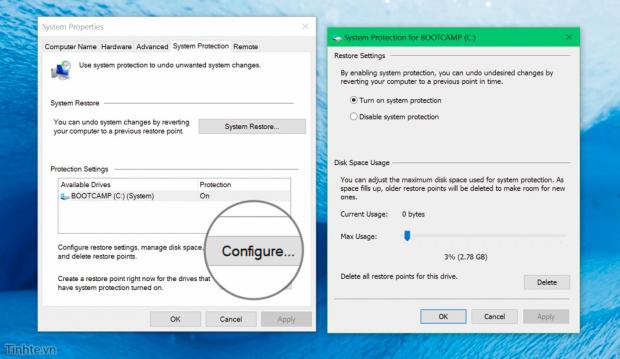 System Properties
Computer Name Hardware Advanced System Protection Remote
Use system protection to undo unwanted system changes.
System Restore
You can undo system changes by reverting
your computer to a previous restore point.
System Restore...
Protection Settings
Available Drives Protection
BOOTCAMP (C:) (System) On
Configure restore settings, manage disk space,
and delete restore points.
Configure...
Create a restore point right now for the drives that
have system protection turned on.
OK Cancel Apply
System Protection for BOOTCAMP (C:)
Restore Settings
By enabling system protection, you can undo undesired changes by
reverting your computer to a previous point in time.
Turn on system protection
Disable system protection
Disk Space Usage
You can adjust the maximum disk space used for system protection. As
space fills up, older restore points will be deleted to make room for new
ones.
Current Usage: 0 bytes
Max Usage:
3% (2.78 GB)
Delete all restore points for this drive.
Delete
OK Cancel Apply
Tinhte.vn